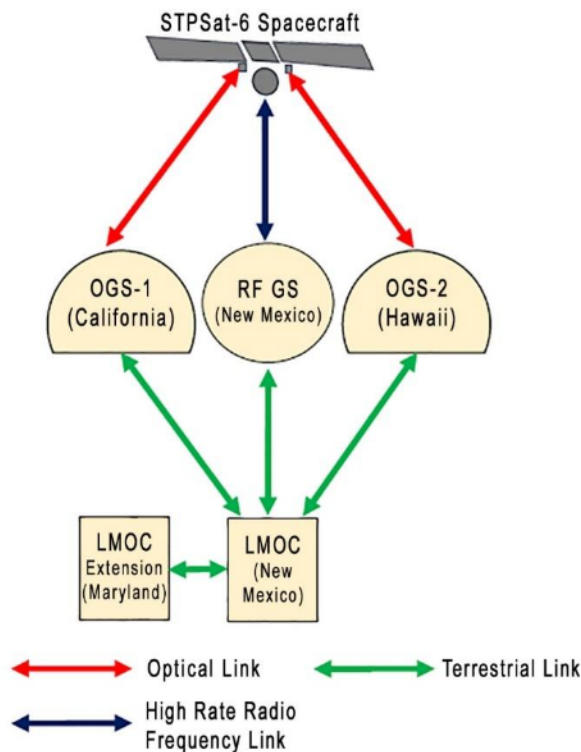 STPSat-6 Spacecraft
OGS-1
(California)
RF GS
(New Mexico)
OGS-2
(Hawaii)
LMOC
Extension
(Maryland)
LMOC
(New
Mexico)
Optical Link
Terrestrial Link
High Rate Radio
Frequency Link